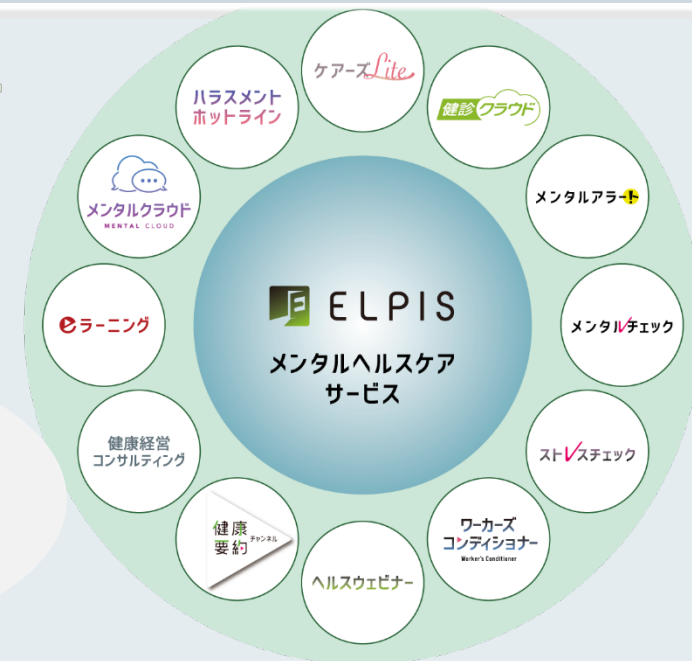 ケアーズLite
健診クラウド
メンタルアラート!
メンタルチェック
ストレスチェック
ワーカーズ
コンディショナー
Worker's Conditioner
ヘルスウェビナー
健康
要約
チャンネル
健康経営
コンサルティング
eラーニング
メンタルクラウド
MENTAL CLOUD
ハラスメント
ホットライン
ELPIS
メンタルヘルスケア
サービス